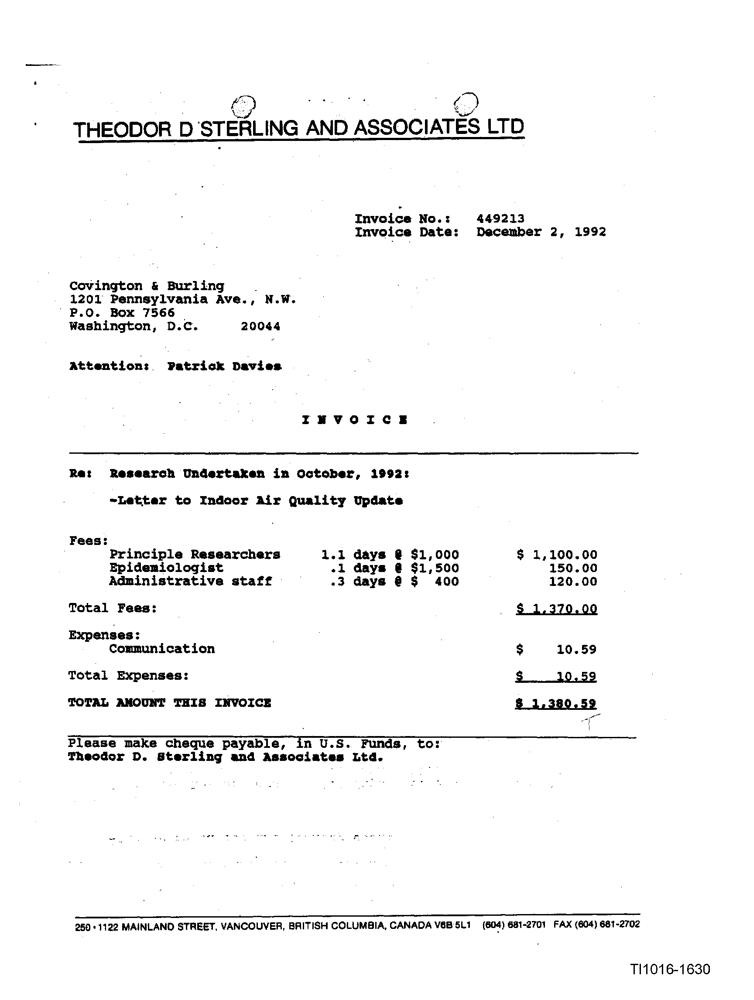 THEODOR D STERLING AND ASSOCIATES LTD
Invoice No.: 449213
Invoice Date: December 2, 1992
Covington & Burling
1201 Pennsylvania Ave., N.W.
P.O. Box 7566
Washington, D.C. 20044
Attention: Patrick Davies
INVOICE
Re: Research Undertaken in October, 1992:
-Letter to Indoor Air Quality Update
Fees:
Principle Researchers 1.1 days @ $1,000 $ 1,100.00
Epidemiologist .1 days @ $1,500 150.00
Administrative staff .3 days @ $ 400 120.00
Total Fees: $ 1,370.00
Expenses:
Communication $ 10.59
Total Expenses: $ 10.59
TOTAL AMOUNT THIS INVOICE $ 1,380.59
Please make cheque payable, in U.S. Funds, to:
Theodor D. Sterling and Associates Ltd.
250 • 1122 MAINLAND STREET, VANCOUVER, BRITISH COLUMBIA, CANADA V6B 5L1 (604) 681-2701 FAX (604) 681-2702
TI1016-1630